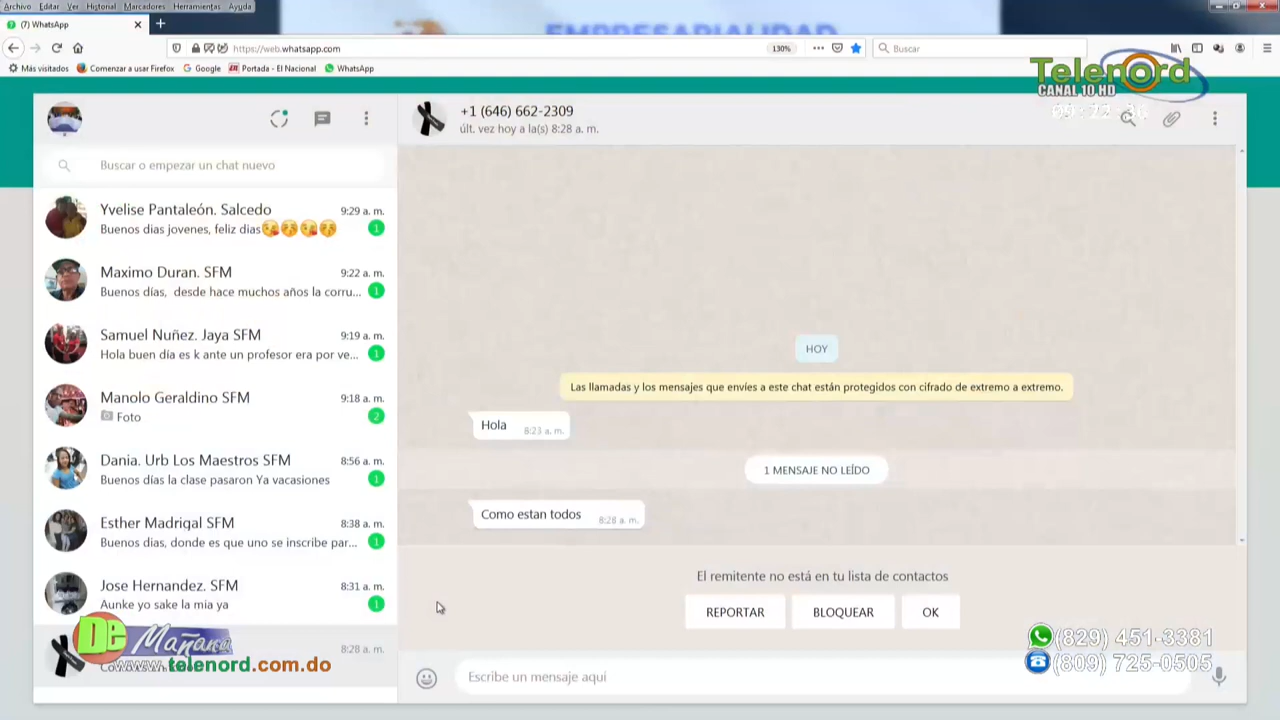 Archivo Editar Ver Historial Marcadores Herramientas Ayuda
EMPRESARIALIDAD
(7) WhatsApp
https://web.whatsapp.com
130%
Buscar
Más visitados Comenzar a usar Firefox Google Portada - El Nacional WhatsApp
Telenord
CANAL 10.HD
+1 (646) 662-2309
últ. vez hoy a la(s) 8:28 a. m.
Buscar o empezar un chat nuevo
Yvelise Pantaleón. Salcedo 9:29 a. m.
Buenos dias jovenes, feliz dias😘😚😘😚 1
Maximo Duran. SFM 9:22 a. m.
Buenos días, desde hace muchos años la corru... 1
Samuel Nuñez. Jaya SFM 9:19 a. m.
Hola buen día es k ante un profesor era por ve... 1
Manolo Geraldino SFM 9:18 a. m.
Foto 2
Dania. Urb Los Maestros SFM 8:56 a. m.
Buenos días la clase pasaron Ya vacasiones 1
Esther Madrigal SFM 8:38 a. m.
Buenos dias, donde es que uno se inscribe par... 1
Jose Hernandez. SFM 8:31 a. m.
Aunke yo sake la mia ya 1
8:28 a. m.
De Mañana
www.telenord.com.do
HOY
Las llamadas y los mensajes que envíes a este chat están protegidos con cifrado de extremo a extremo.
Hola 8:23 a. m.
1 MENSAJE NO LEÍDO
Como estan todos 8:28 a. m.
El remitente no está en tu lista de contactos
REPORTAR BLOQUEAR OK
Escribe un mensaje aquí
(829) 451-3381
(809) 725-0505